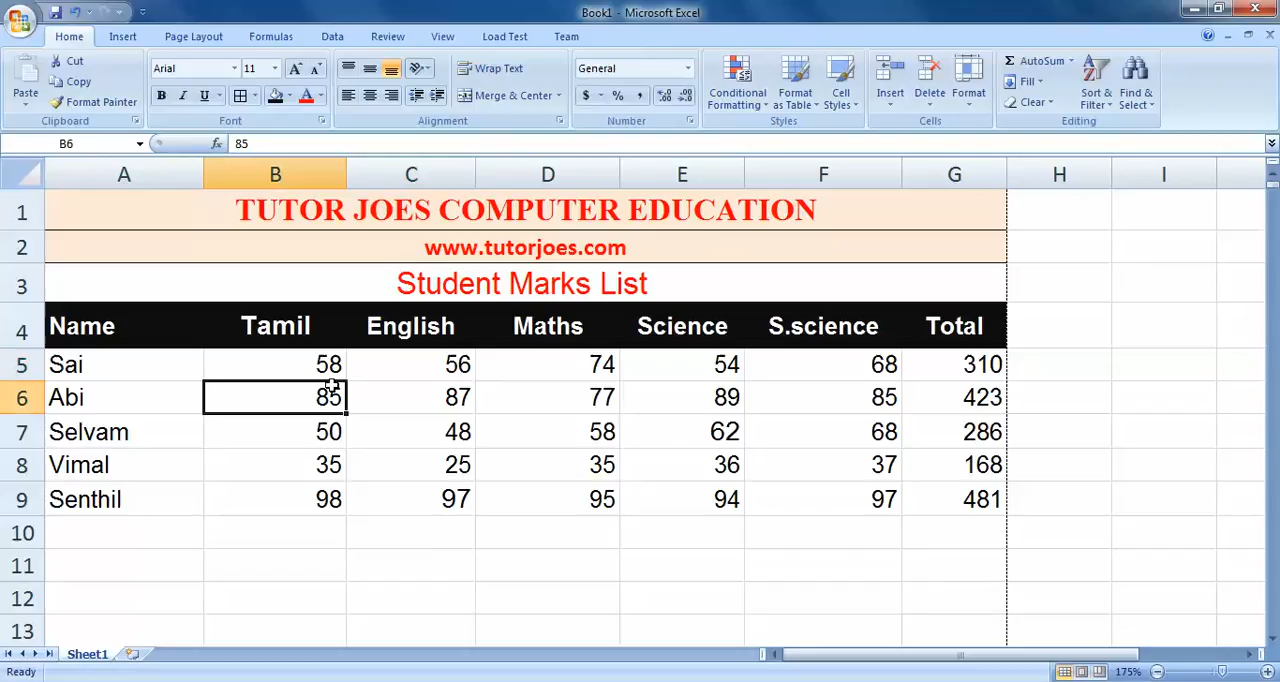 Book1 - Microsoft Excel
Home Insert Page Layout Formulas Data Review View Load Test Team
Paste
Cut
Copy
Format Painter
Clipboard
Arial 11
B I U
Font
Wrap Text
Merge & Center
Alignment
General
$ % ,
Number
Conditional Formatting
Format as Table
Cell Styles
Styles
Insert Delete Format
Cells
Σ AutoSum
Fill
Clear
Sort & Filter
Find & Select
Editing
B6 fx 85
A B C D E F G H I
1 TUTOR JOES COMPUTER EDUCATION
2 www.tutorjoes.com
3 Student Marks List
4 Name Tamil English Maths Science S.science Total
5 Sai 58 56 74 54 68 310
6 Abi 85 87 77 89 85 423
7 Selvam 50 48 58 62 68 286
8 Vimal 35 25 35 36 37 168
9 Senthil 98 97 95 94 97 481
10
11
12
13
Sheet1
Ready 175%